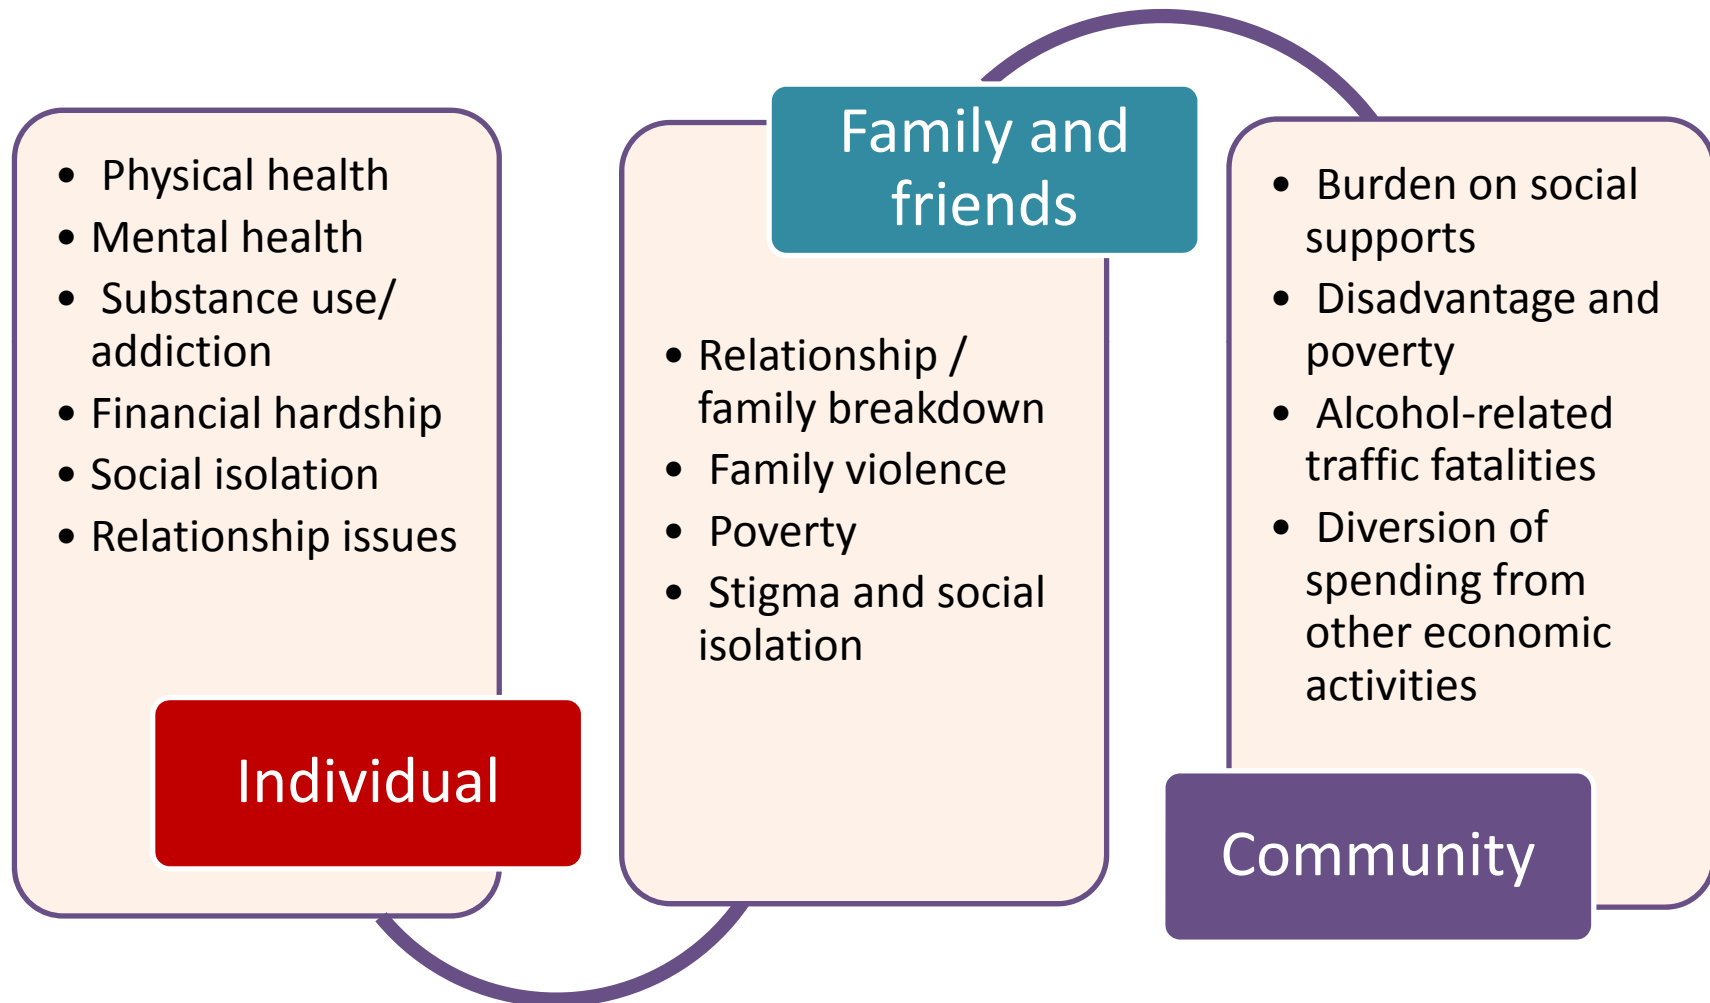 • Physical health
• Mental health
• Substance use/
addiction
• Financial hardship
• Social isolation
• Relationship issues
Individual
Family and
friends
• Relationship /
family breakdown
• Family violence
• Poverty
• Stigma and social
isolation
• Burden on social
supports
• Disadvantage and
poverty
• Alcohol-related
traffic fatalities
• Diversion of
spending from
other economic
activities
Community